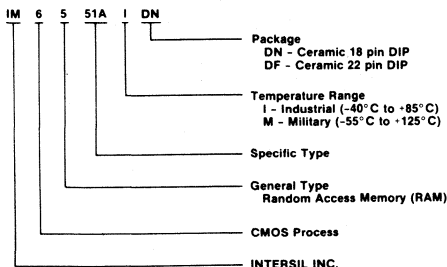 IM 6 5 51A I DN
Package
DN - Ceramic 18 pin DIP
DF - Ceramic 22 pin DIP
Temperature Range
I - Industrial (-40°C to +85°C)
M - Military (-55°C to +125°C)
Specific Type
General Type
Random Access Memory (RAM)
CMOS Process
INTERSIL INC.